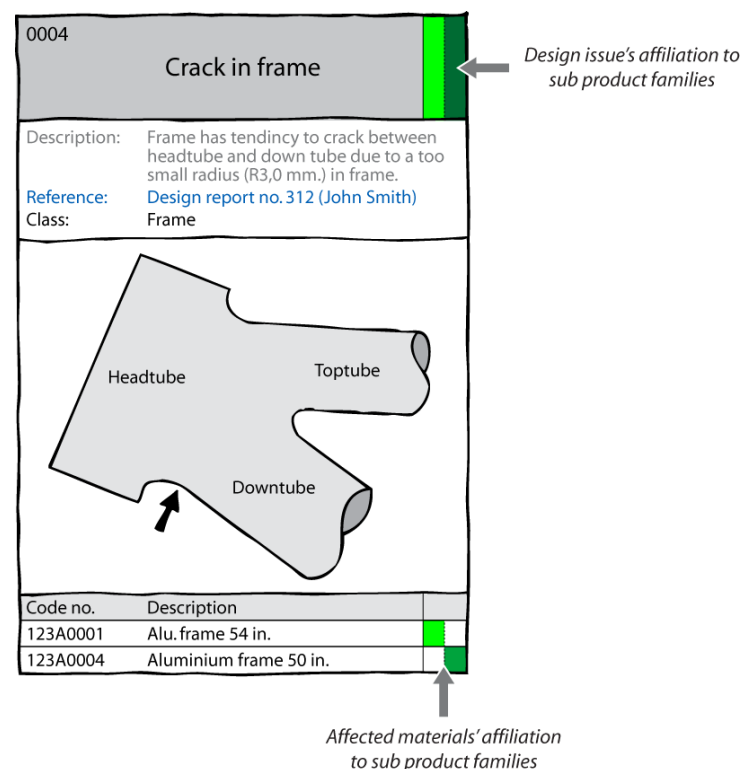 0004
Crack in frame
Design issue's affiliation to
sub product families
Description: Frame has tendincy to crack between
headtube and down tube due to a too
small radius (R3,0 mm.) in frame.
Reference: Design report no. 312 (John Smith)
Class: Frame
Headtube
Toptube
Downtube
Code no. Description
123A0001 Alu. frame 54 in.
123A0004 Aluminium frame 50 in.
Affected materials' affiliation
to sub product families